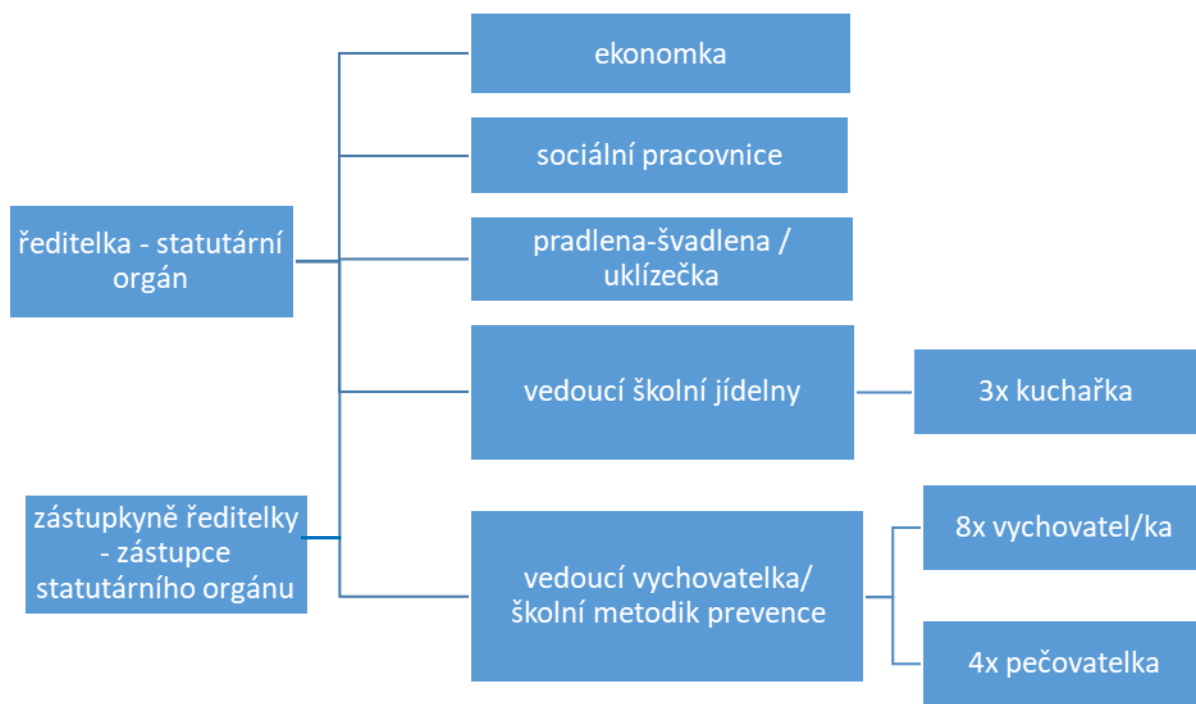 ekonomka
sociální pracovnice
ředitelka - statutární
orgán
pradlena-švadlena /
uklízečka
vedoucí školní jídelny
3x kuchařka
zástupkyně ředitelky
- zástupce
statutárního orgánu
vedoucí vychovatelka/
školní metodik prevence
8x vychovatel/ka
4x pečovatelka